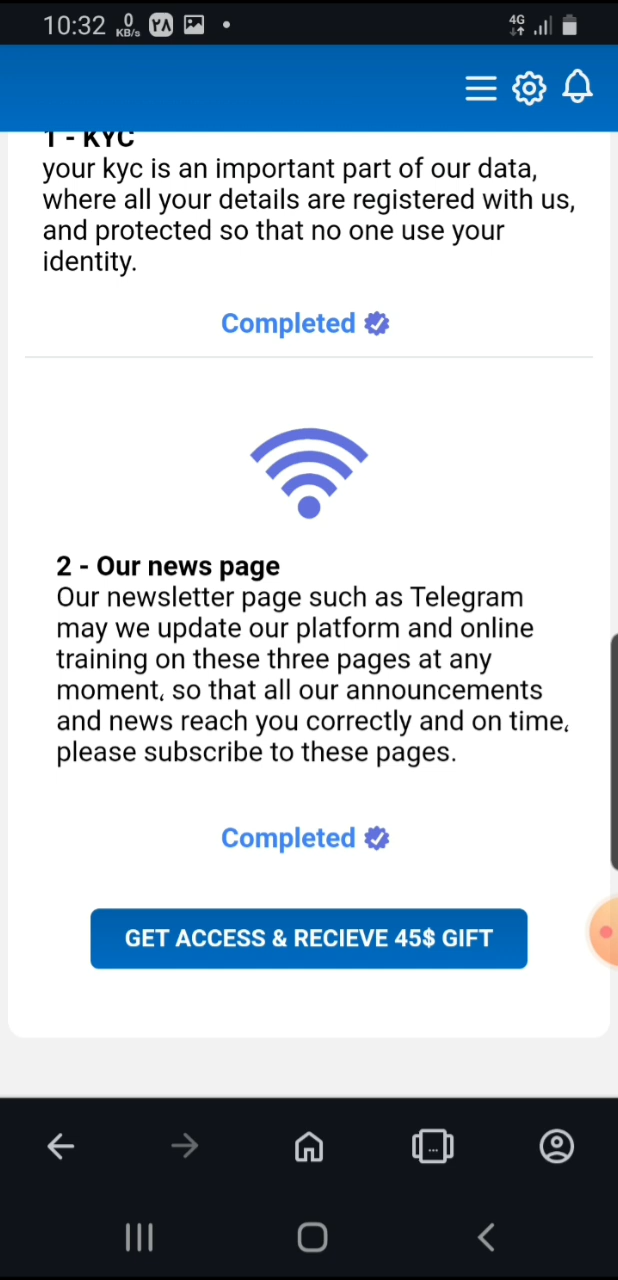 10:32 0 KB/s ۲۸ 4G
1 - KYC
your kyc is an important part of our data,
where all your details are registered with us,
and protected so that no one use your
identity.
Completed
2 - Our news page
Our newsletter page such as Telegram
may we update our platform and online
training on these three pages at any
moment، so that all our announcements
and news reach you correctly and on time،
please subscribe to these pages.
Completed
GET ACCESS & RECIEVE 45$ GIFT